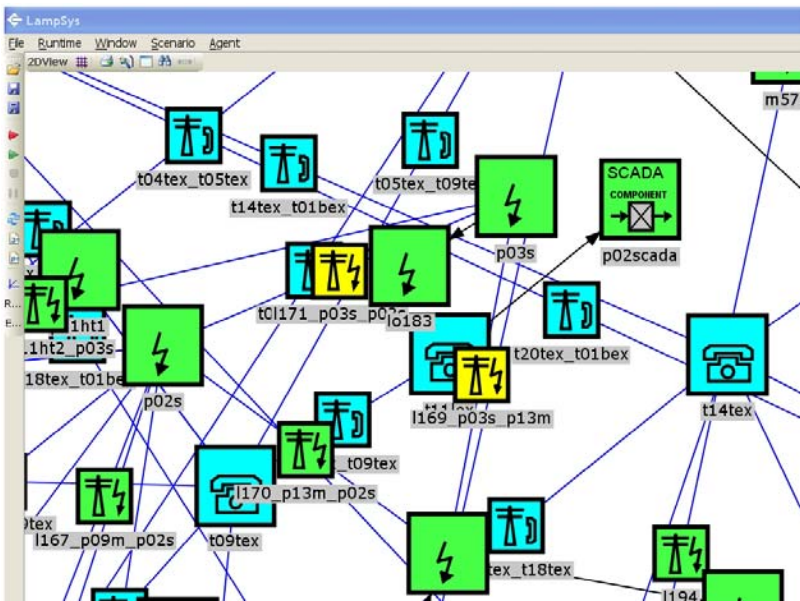 LampSys
File Runtime Window Scenario Agent
2DView
m57
t04tex_t05tex
t05tex_t09te
t14tex_t01bex
SCADA
COMPONENT
p03s
p02scada
lo183
1ht1
t20tex_t01bex
1ht2_p03s
18tex_t01be
p02s
l169_p03s_p13m
t14tex
_t09tex
l170_p13m_p02s
9tex
l167_p09m_p02s
t09tex
tex_t18tex
l194
R...
E...